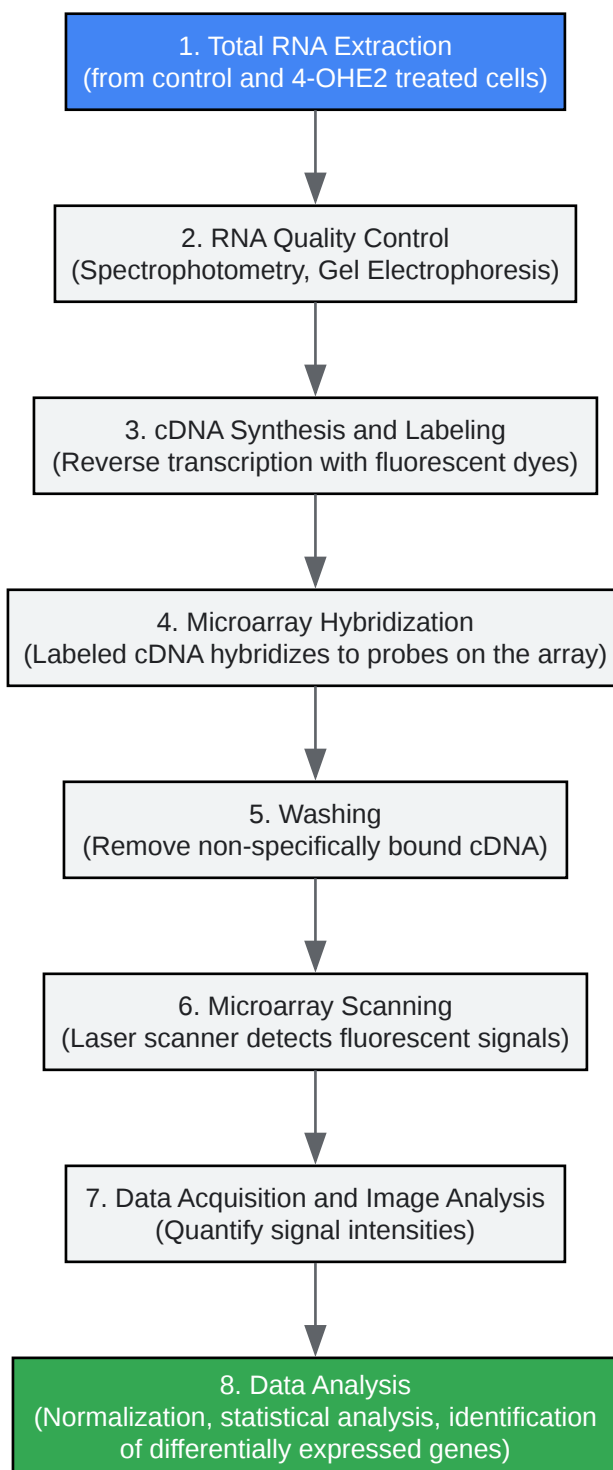 1. Total RNA Extraction
(from control and 4-OHE2 treated cells)
2. RNA Quality Control
(Spectrophotometry, Gel Electrophoresis)
3. cDNA Synthesis and Labeling
(Reverse transcription with fluorescent dyes)
4. Microarray Hybridization
(Labeled cDNA hybridizes to probes on the array)
5. Washing
(Remove non-specifically bound cDNA)
6. Microarray Scanning
(Laser scanner detects fluorescent signals)
7. Data Acquisition and Image Analysis
(Quantify signal intensities)
8. Data Analysis
(Normalization, statistical analysis, identification
of differentially expressed genes)